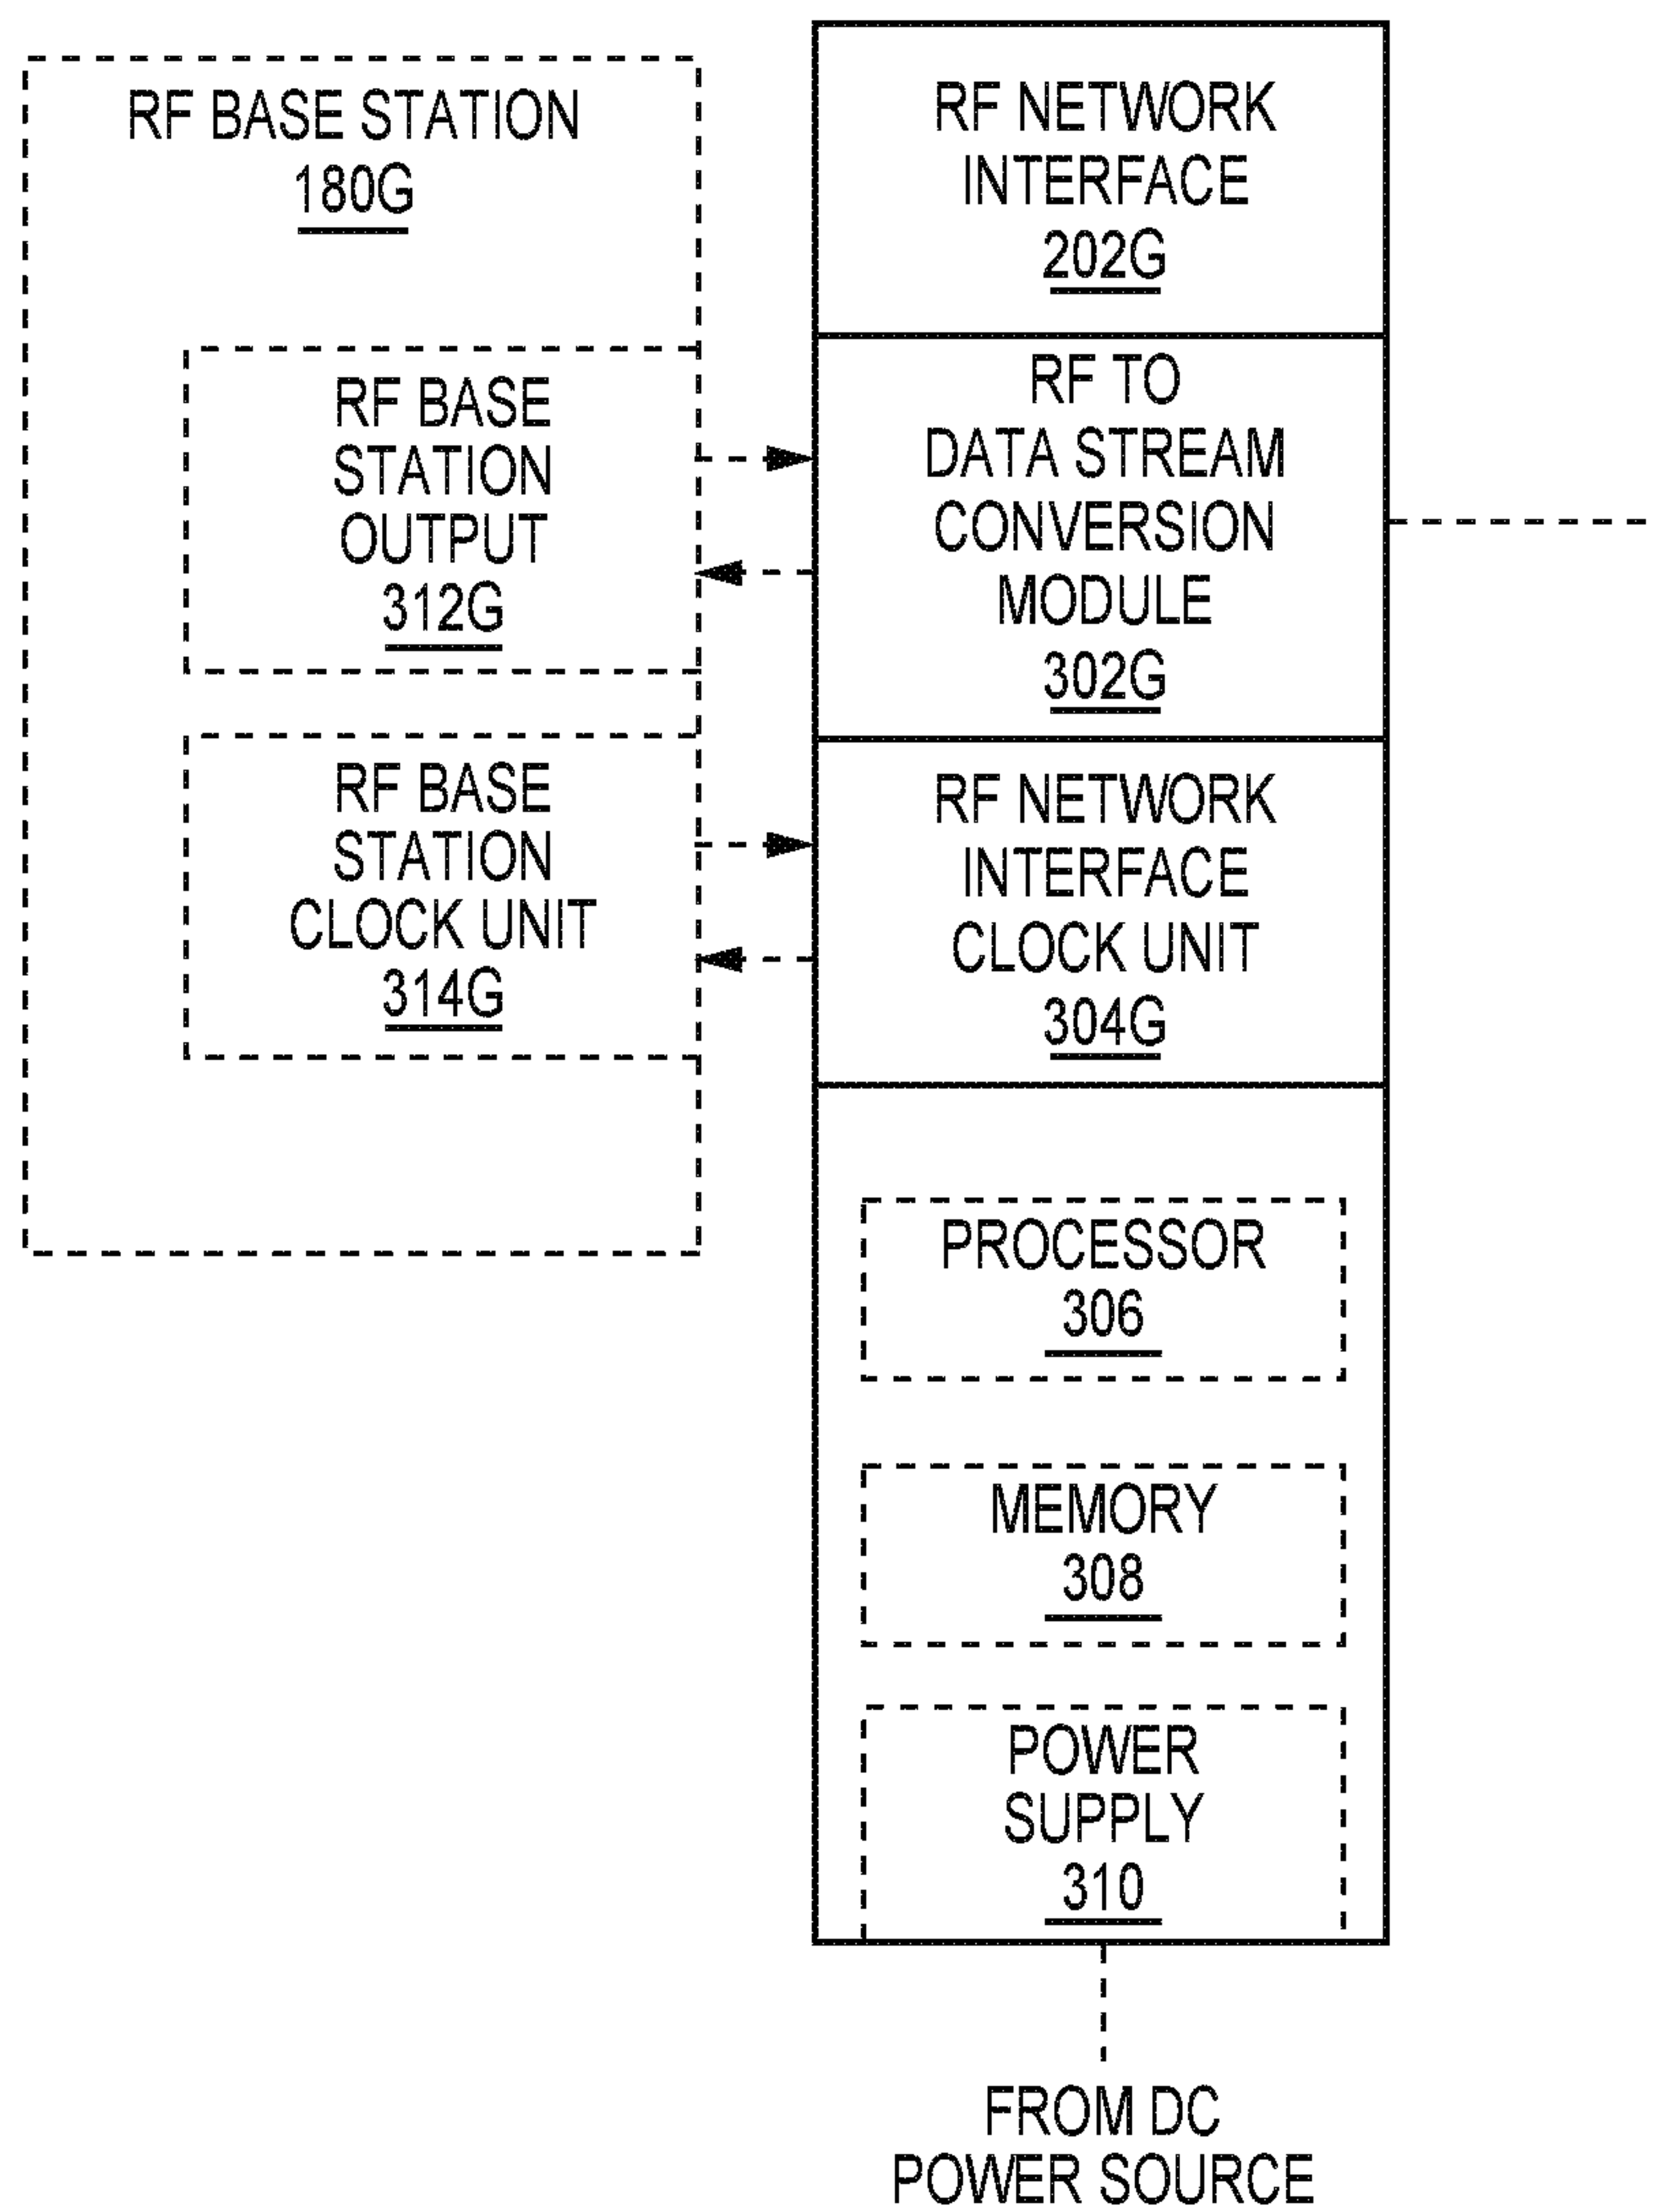 RF BASE STATION
180G
RF BASE
STATION
OUTPUT
312G
RF BASE
STATION
CLOCK UNIT
314G
RF NETWORK
INTERFACE
202G
RF TO
DATA STREAM
CONVERSION
MODULE
302G
RF NETWORK
INTERFACE
CLOCK UNIT
304G
PROCESSOR
306
MEMORY
308
POWER
SUPPLY
310
FROM DC
POWER SOURCE